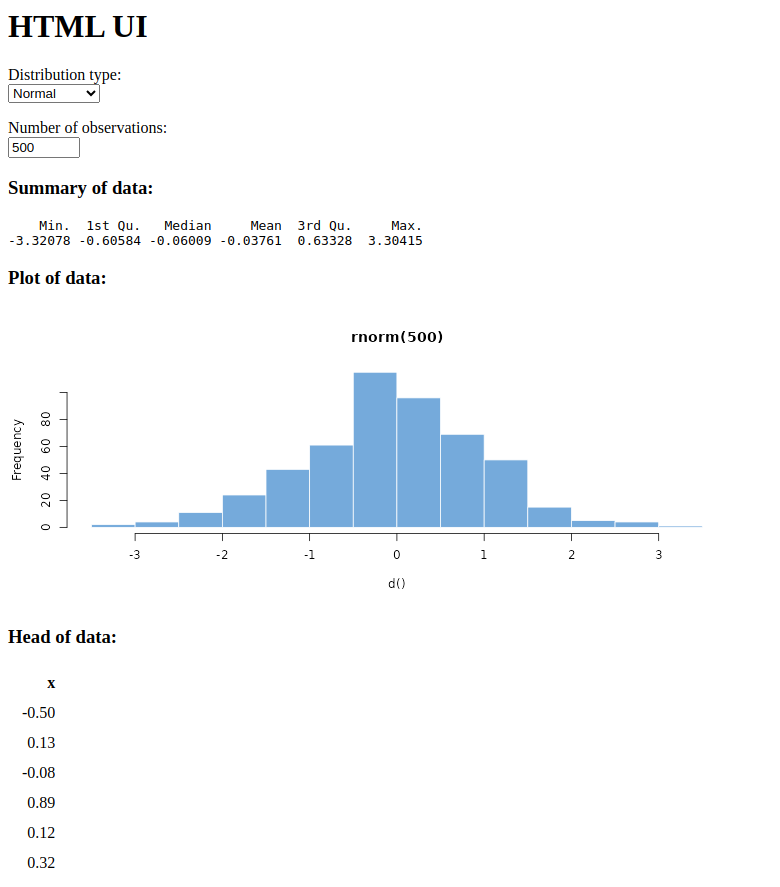 HTML UI
Distribution type:
Normal
Number of observations:
500
Summary of data:
Min. 1st Qu. Median Mean 3rd Qu. Max.
-3.32078 -0.60584 -0.06009 -0.03761 0.63328 3.30415
Plot of data:
rnorm(500)
Frequency
80
60
40
20
0
-3 -2 -1 0 1 2 3
d()
Head of data:
x
-0.50
0.13
-0.08
0.89
0.12
0.32